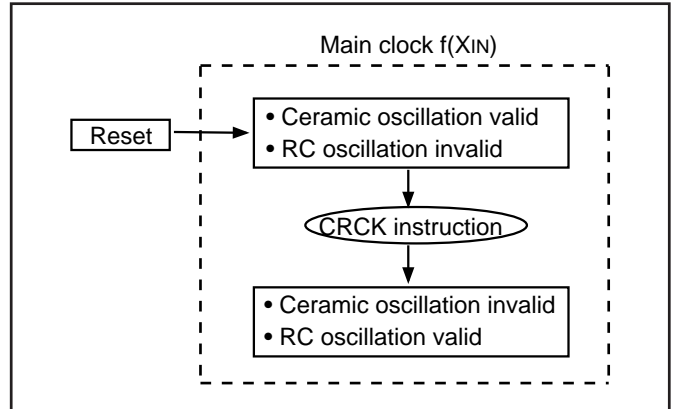 Main clock f(XIN)
Reset
• Ceramic oscillation valid
• RC oscillation invalid
CRCK instruction
• Ceramic oscillation invalid
• RC oscillation valid